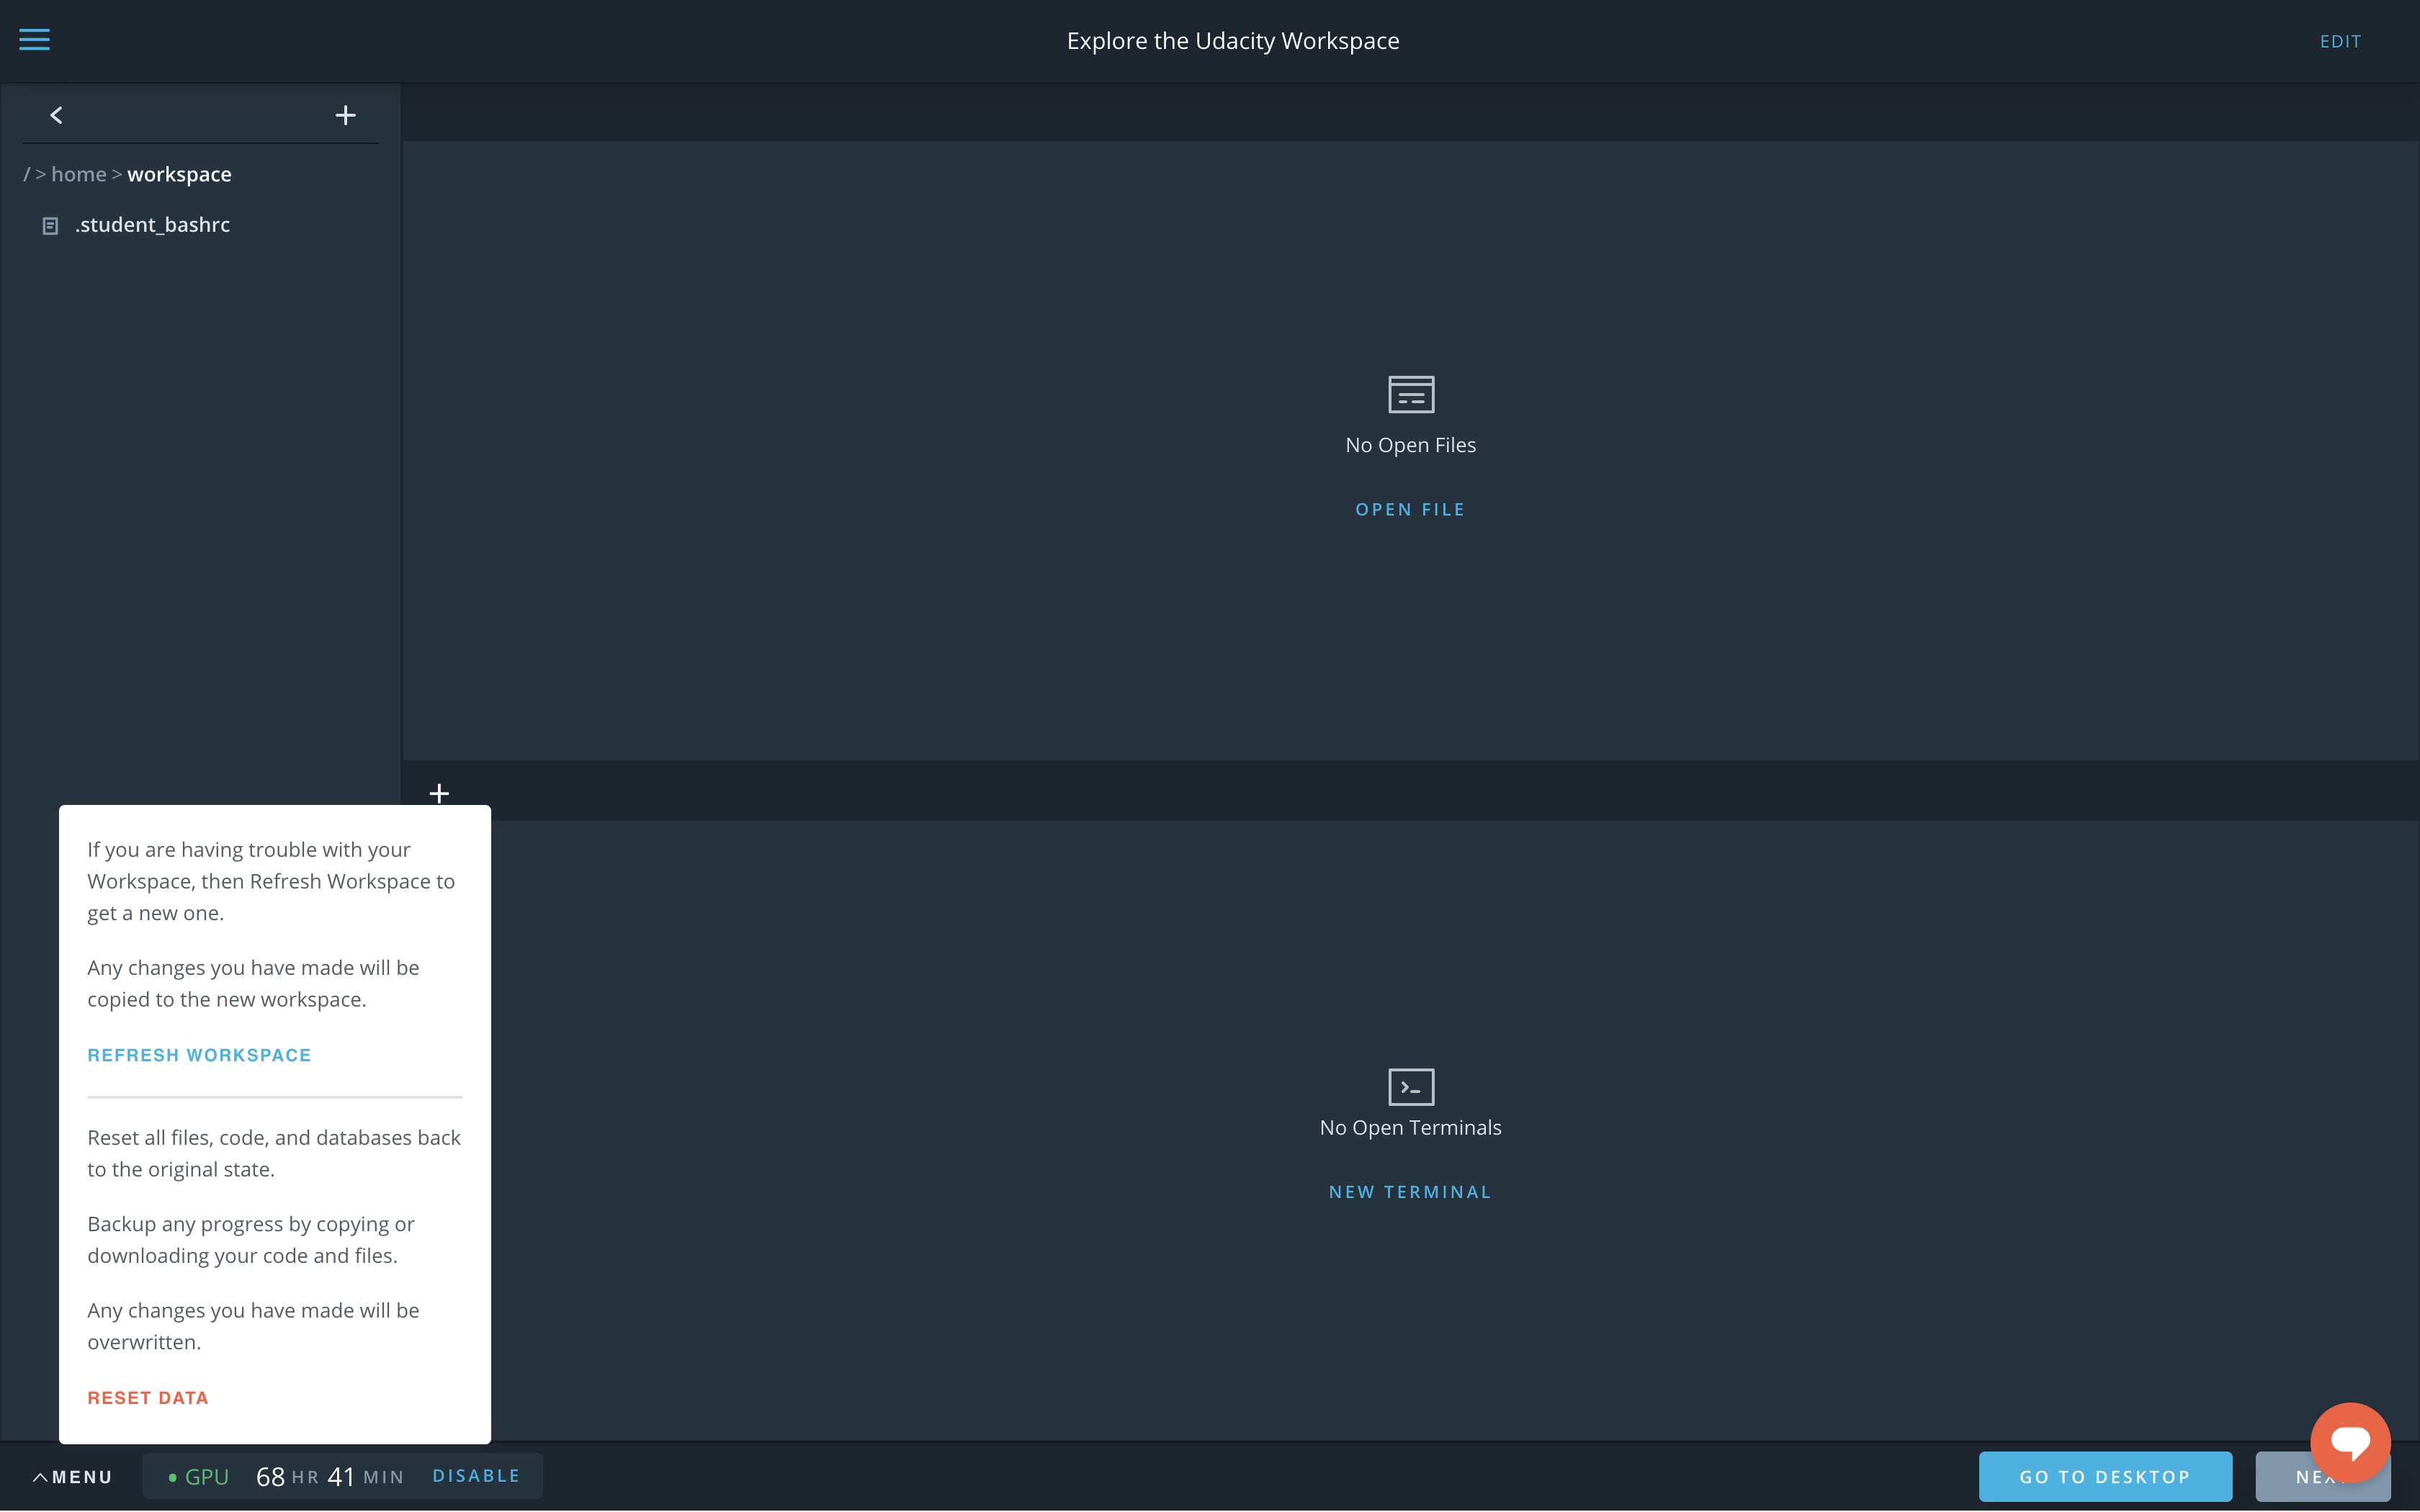 Explore the Udacity Workspace
EDIT
/ > home > workspace
.student_bashrc
No Open Files
OPEN FILE
If you are having trouble with your
Workspace, then Refresh Workspace to
get a new one.
Any changes you have made will be
copied to the new workspace.
REFRESH WORKSPACE
Reset all files, code, and databases back
to the original state.
Backup any progress by copying or
downloading your code and files.
Any changes you have made will be
overwritten.
RESET DATA
No Open Terminals
NEW TERMINAL
MENU
GPU 68 HR 41 MIN DISABLE
GO TO DESKTOP